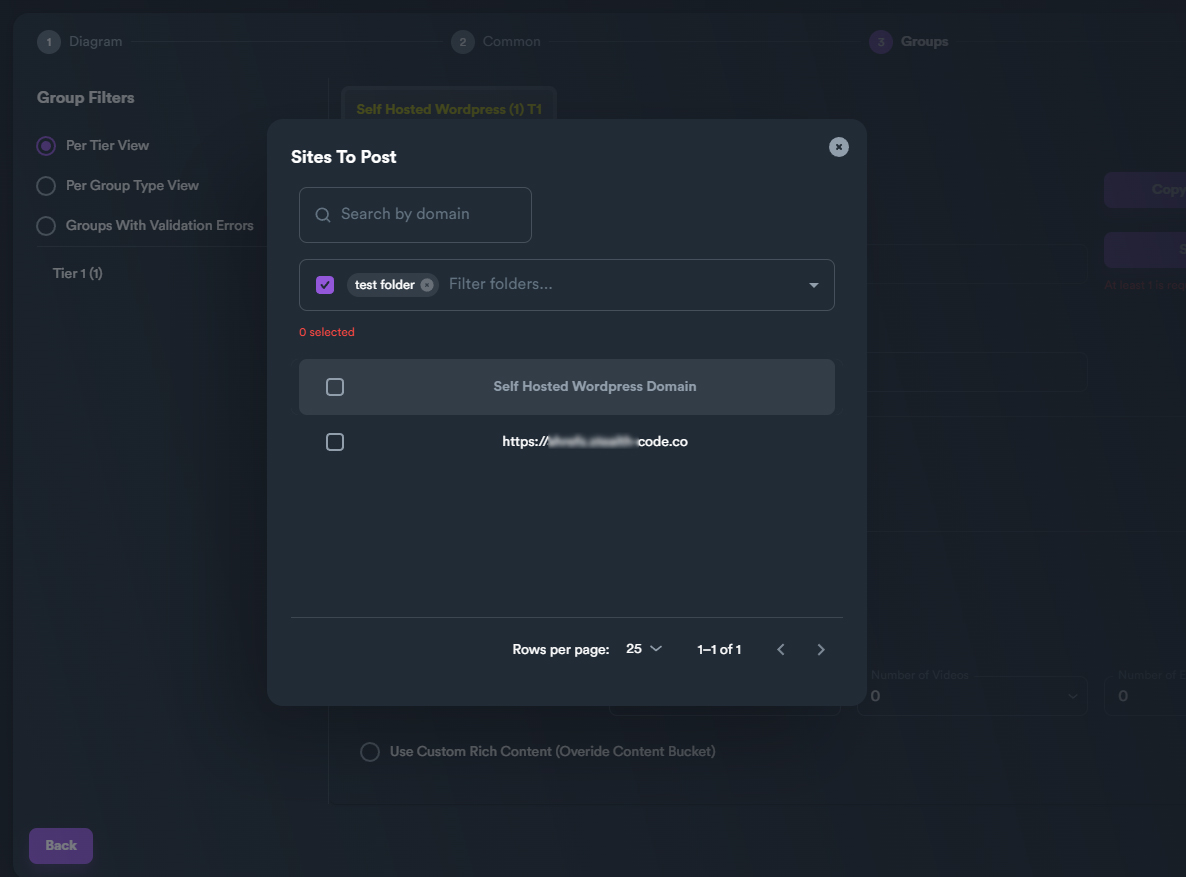 1 Diagram
2 Common
3 Groups
Group Filters
Per Tier View
Per Group Type View
Groups With Validation Errors
Tier 1 (1)
Self Hosted Wordpress (1) T1
Copy
S
At least 1 is req
Sites To Post
Search by domain
test folder Filter folders...
0 selected
Self Hosted Wordpress Domain
https:// code.co
Rows per page: 25 1–1 of 1
Number of Videos
0
Number of
0
Use Custom Rich Content (Overide Content Bucket)
Back